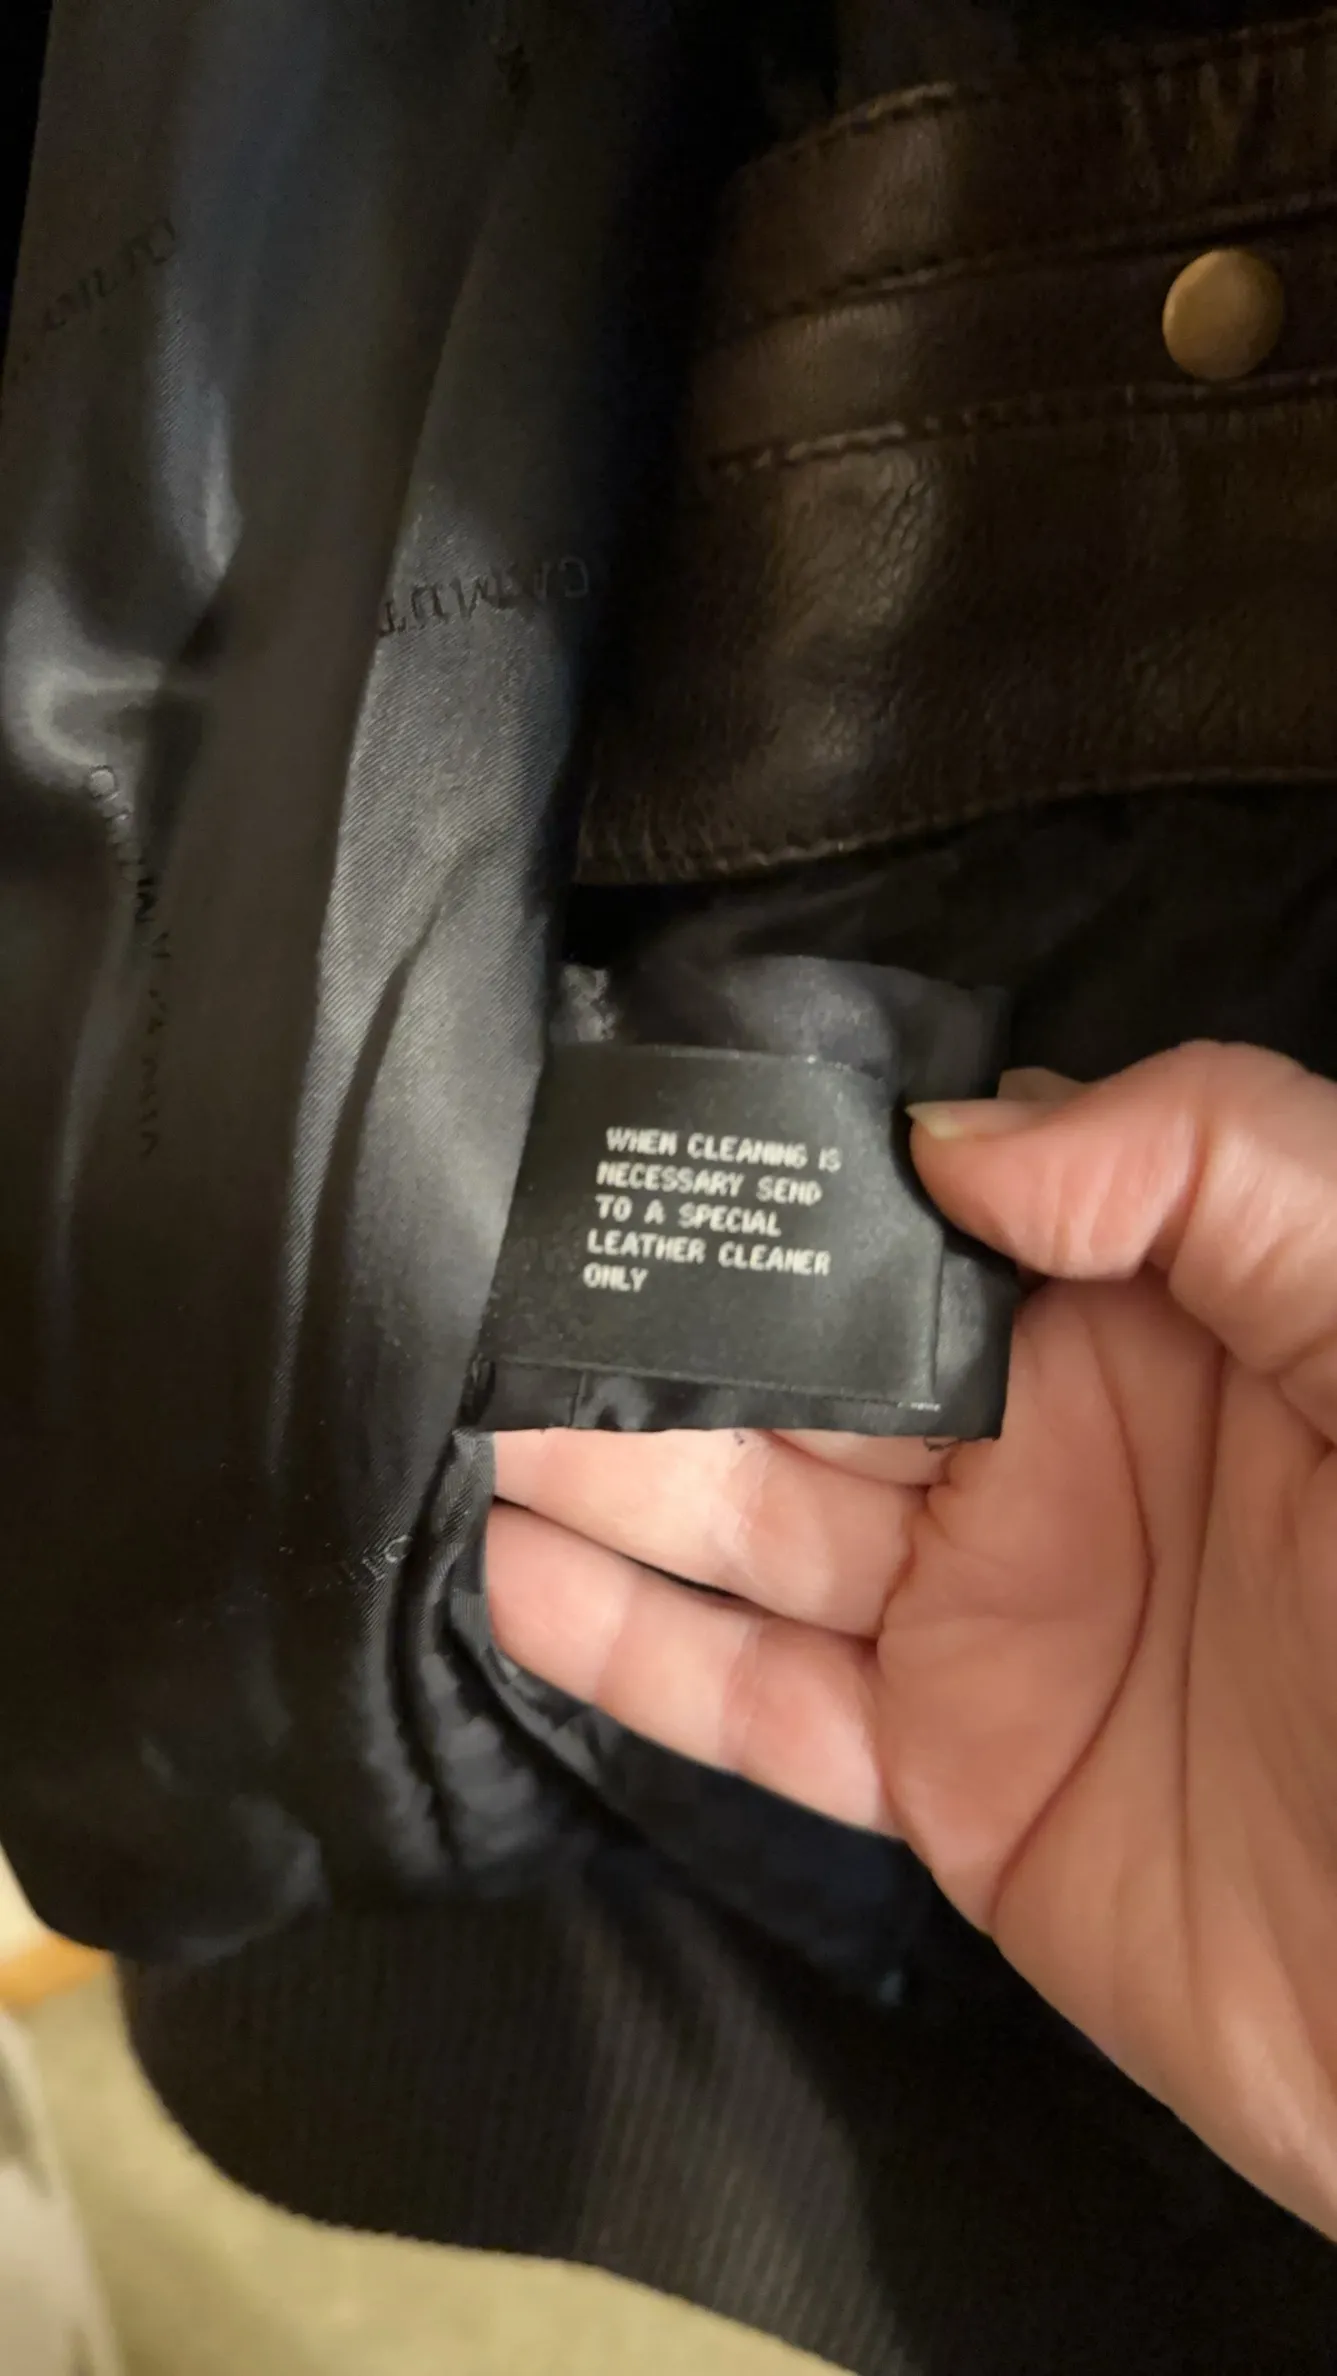 WHEN CLEANING IS
NECESSARY SEND
TO A SPECIAL
LEATHER CLEANER
ONLY